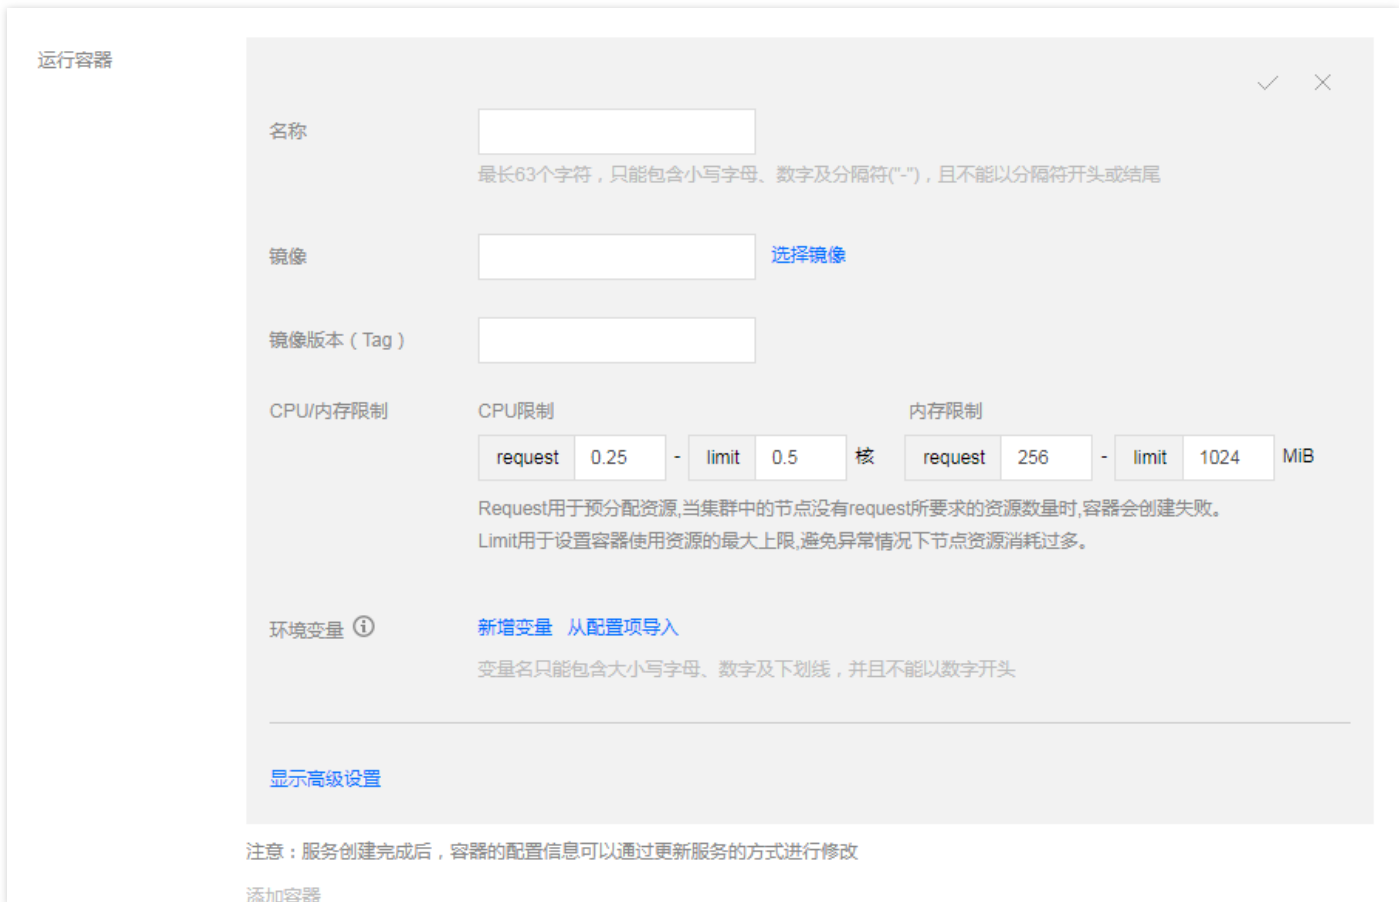 运行容器
名称
最长63个字符，只能包含小写字母、数字及分隔符("-")，且不能以分隔符开头或结尾
镜像 选择镜像
镜像版本（Tag）
CPU/内存限制 CPU限制 内存限制
request 0.25 - limit 0.5 核 request 256 - limit 1024 MiB
Request用于预分配资源,当集群中的节点没有request所要求的资源数量时,容器会创建失败。
Limit用于设置容器使用资源的最大上限,避免异常情况下节点资源消耗过多。
环境变量 新增变量 从配置项导入
变量名只能包含大小写字母、数字及下划线，并且不能以数字开头
显示高级设置
注意：服务创建完成后，容器的配置信息可以通过更新服务的方式进行修改
添加容器